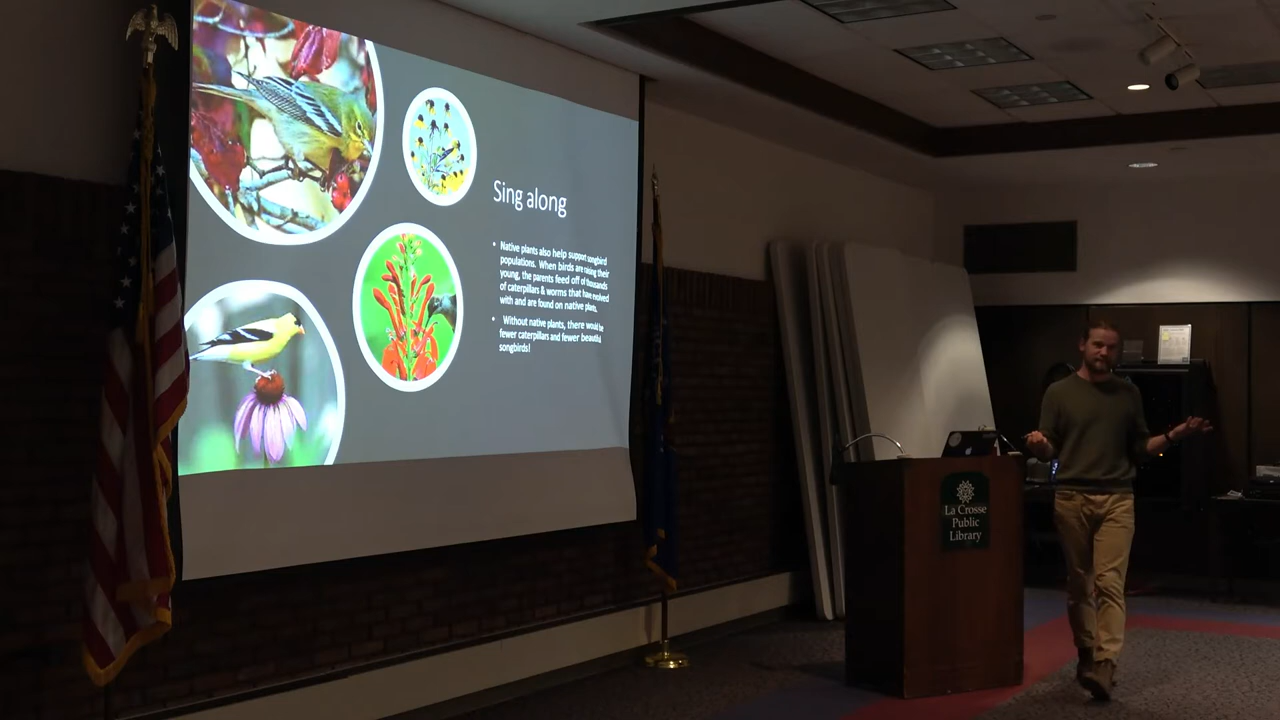 Sing along
• Native plants also help support songbird
populations. When birds are raising their
young, the parents feed off of thousands
of caterpillars & worms that have evolved
with and are found on native plants.
• Without native plants, there would be
fewer caterpillars and fewer beautiful
songbirds!
La Crosse
Public
Library